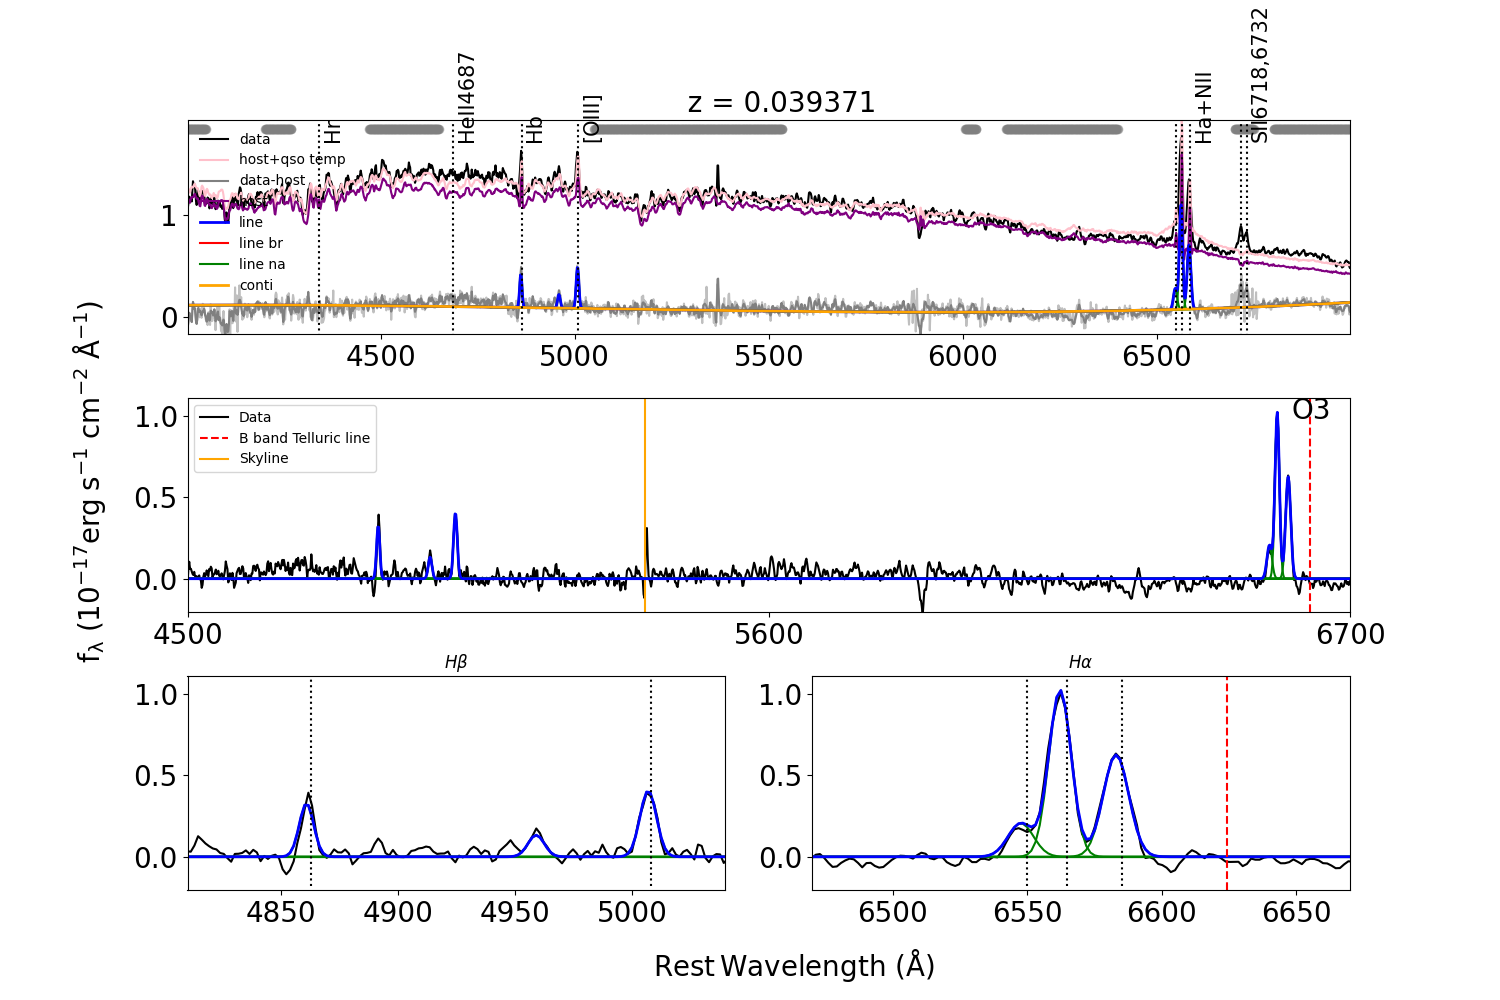 z = 0.039371
Hr
HeII4687
Hb
[OIII]
Ha+NII
SII6718,6732
data
host+qso temp
data-host
host
line
line br
line na
conti
1
0
4500
5000
5500
6000
6500
Data
B band Telluric line
Skyline
O3
1.0
0.5
0.0
4500
5600
6700
fλ (10⁻¹⁷erg s⁻¹ cm⁻² Å⁻¹)
Hβ
1.0
0.5
0.0
4850
4900
4950
5000
Hα
1.0
0.5
0.0
6500
6550
6600
6650
Rest Wavelength (Å)